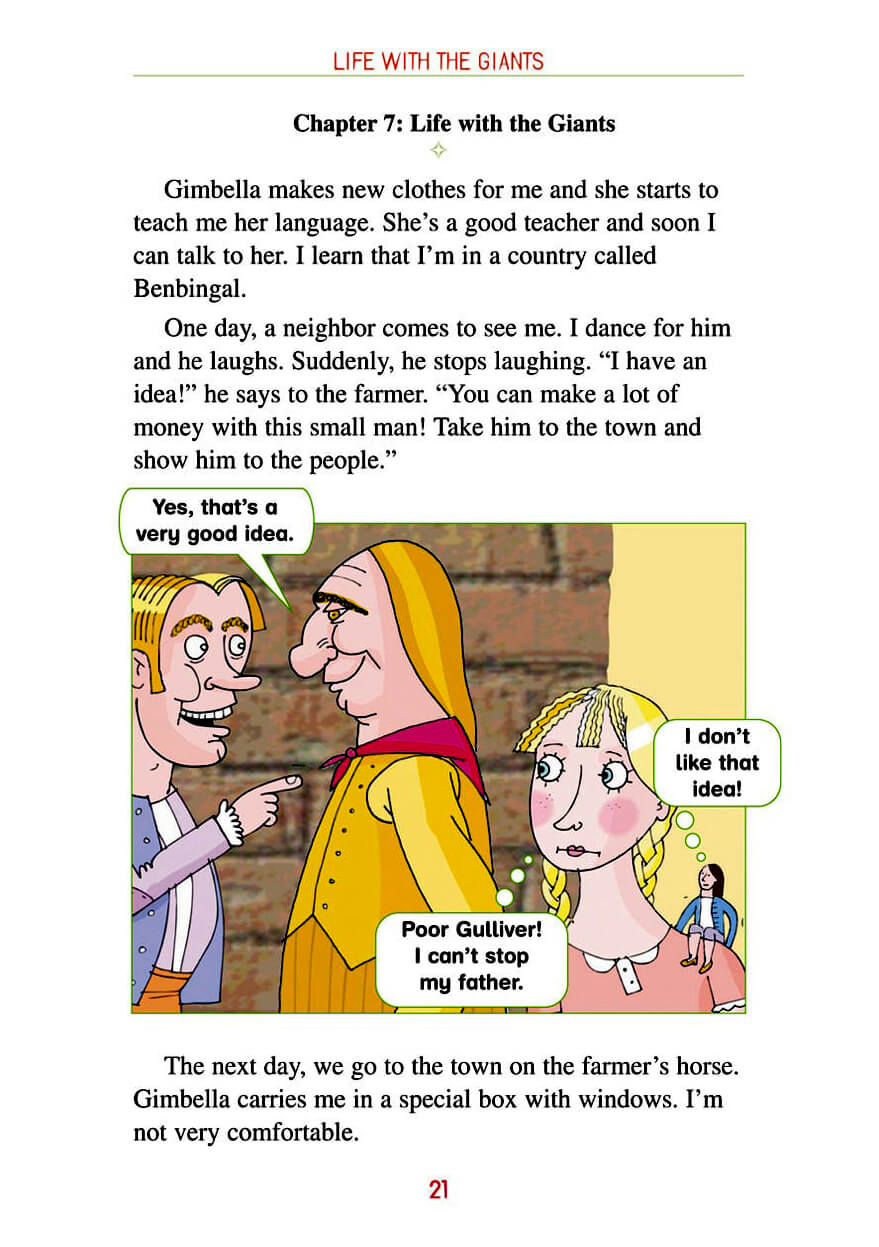 LIFE WITH THE GIANTS
Chapter 7: Life with the Giants
Gimbella makes new clothes for me and she starts to
teach me her language. She’s a good teacher and soon I
can talk to her. I learn that I’m in a country called
Benbingal.
One day, a neighbor comes to see me. I dance for him
and he laughs. Suddenly, he stops laughing. “I have an
idea!” he says to the farmer. “You can make a lot of
money with this small man! Take him to the town and
show him to the people.”
Yes, that’s a
very good idea.
I don’t
like that
idea!
Poor Gulliver!
I can’t stop
my father.
The next day, we go to the town on the farmer’s horse.
Gimbella carries me in a special box with windows. I’m
not very comfortable.
21